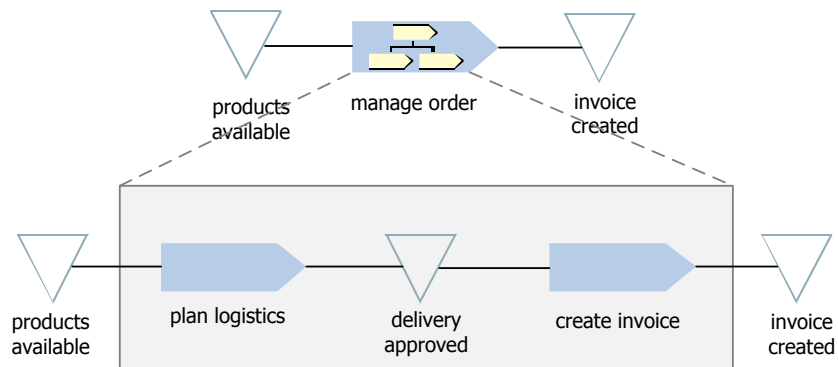 products
available
manage order
invoice
created
products
available
plan logistics
delivery
approved
create invoice
invoice
created